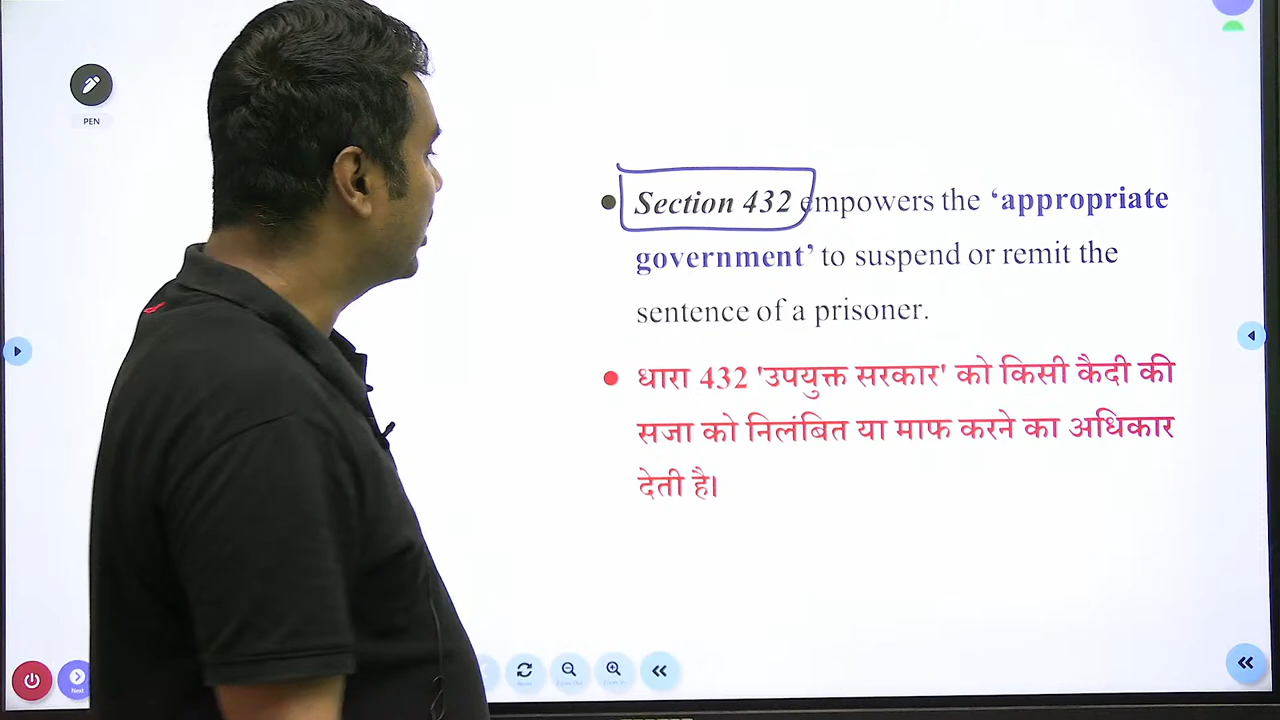 PEN
Section 432 empowers the ‘appropriate
government’ to suspend or remit the
sentence of a prisoner.
धारा 432 'उपयुक्त सरकार' को किसी कैदी की
सजा को निलंबित या माफ करने का अधिकार
देती है।
Next